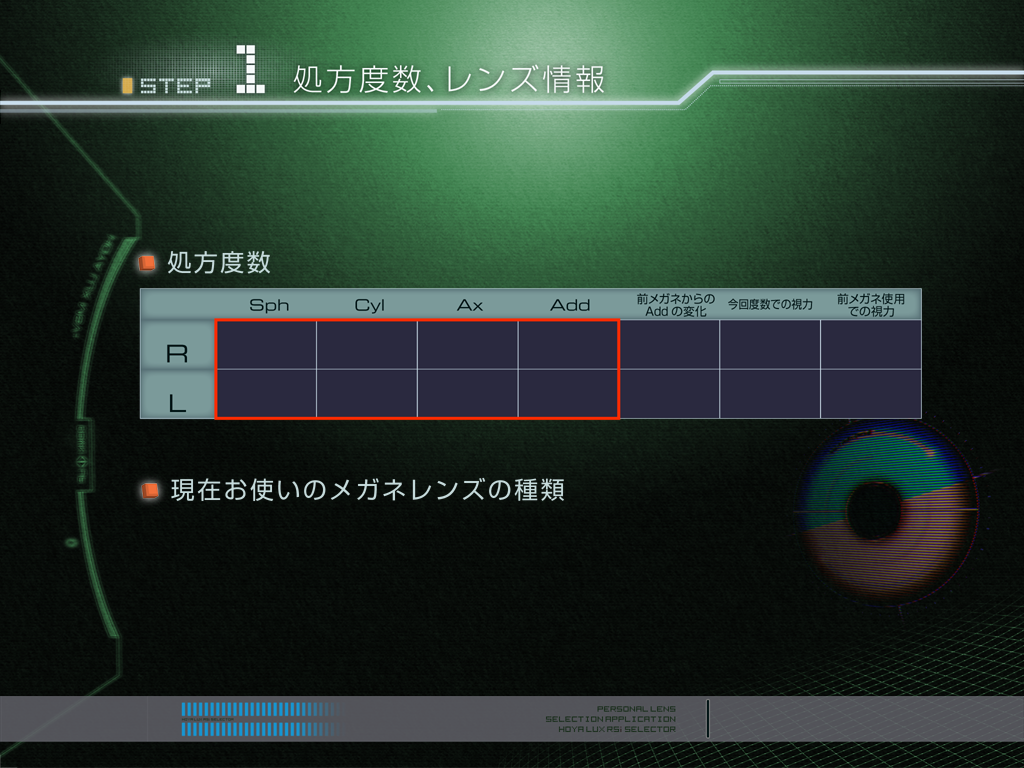 STEP 1 処方度数、レンズ情報
処方度数
Sph Cyl Ax Add 前メガネからの Add の変化 今回度数での視力 前メガネ使用 での視力
R
L
現在お使いのメガネレンズの種類
PERSONAL LENS
SELECTION APPLICATION
HOYA LUX RSi SELECTOR